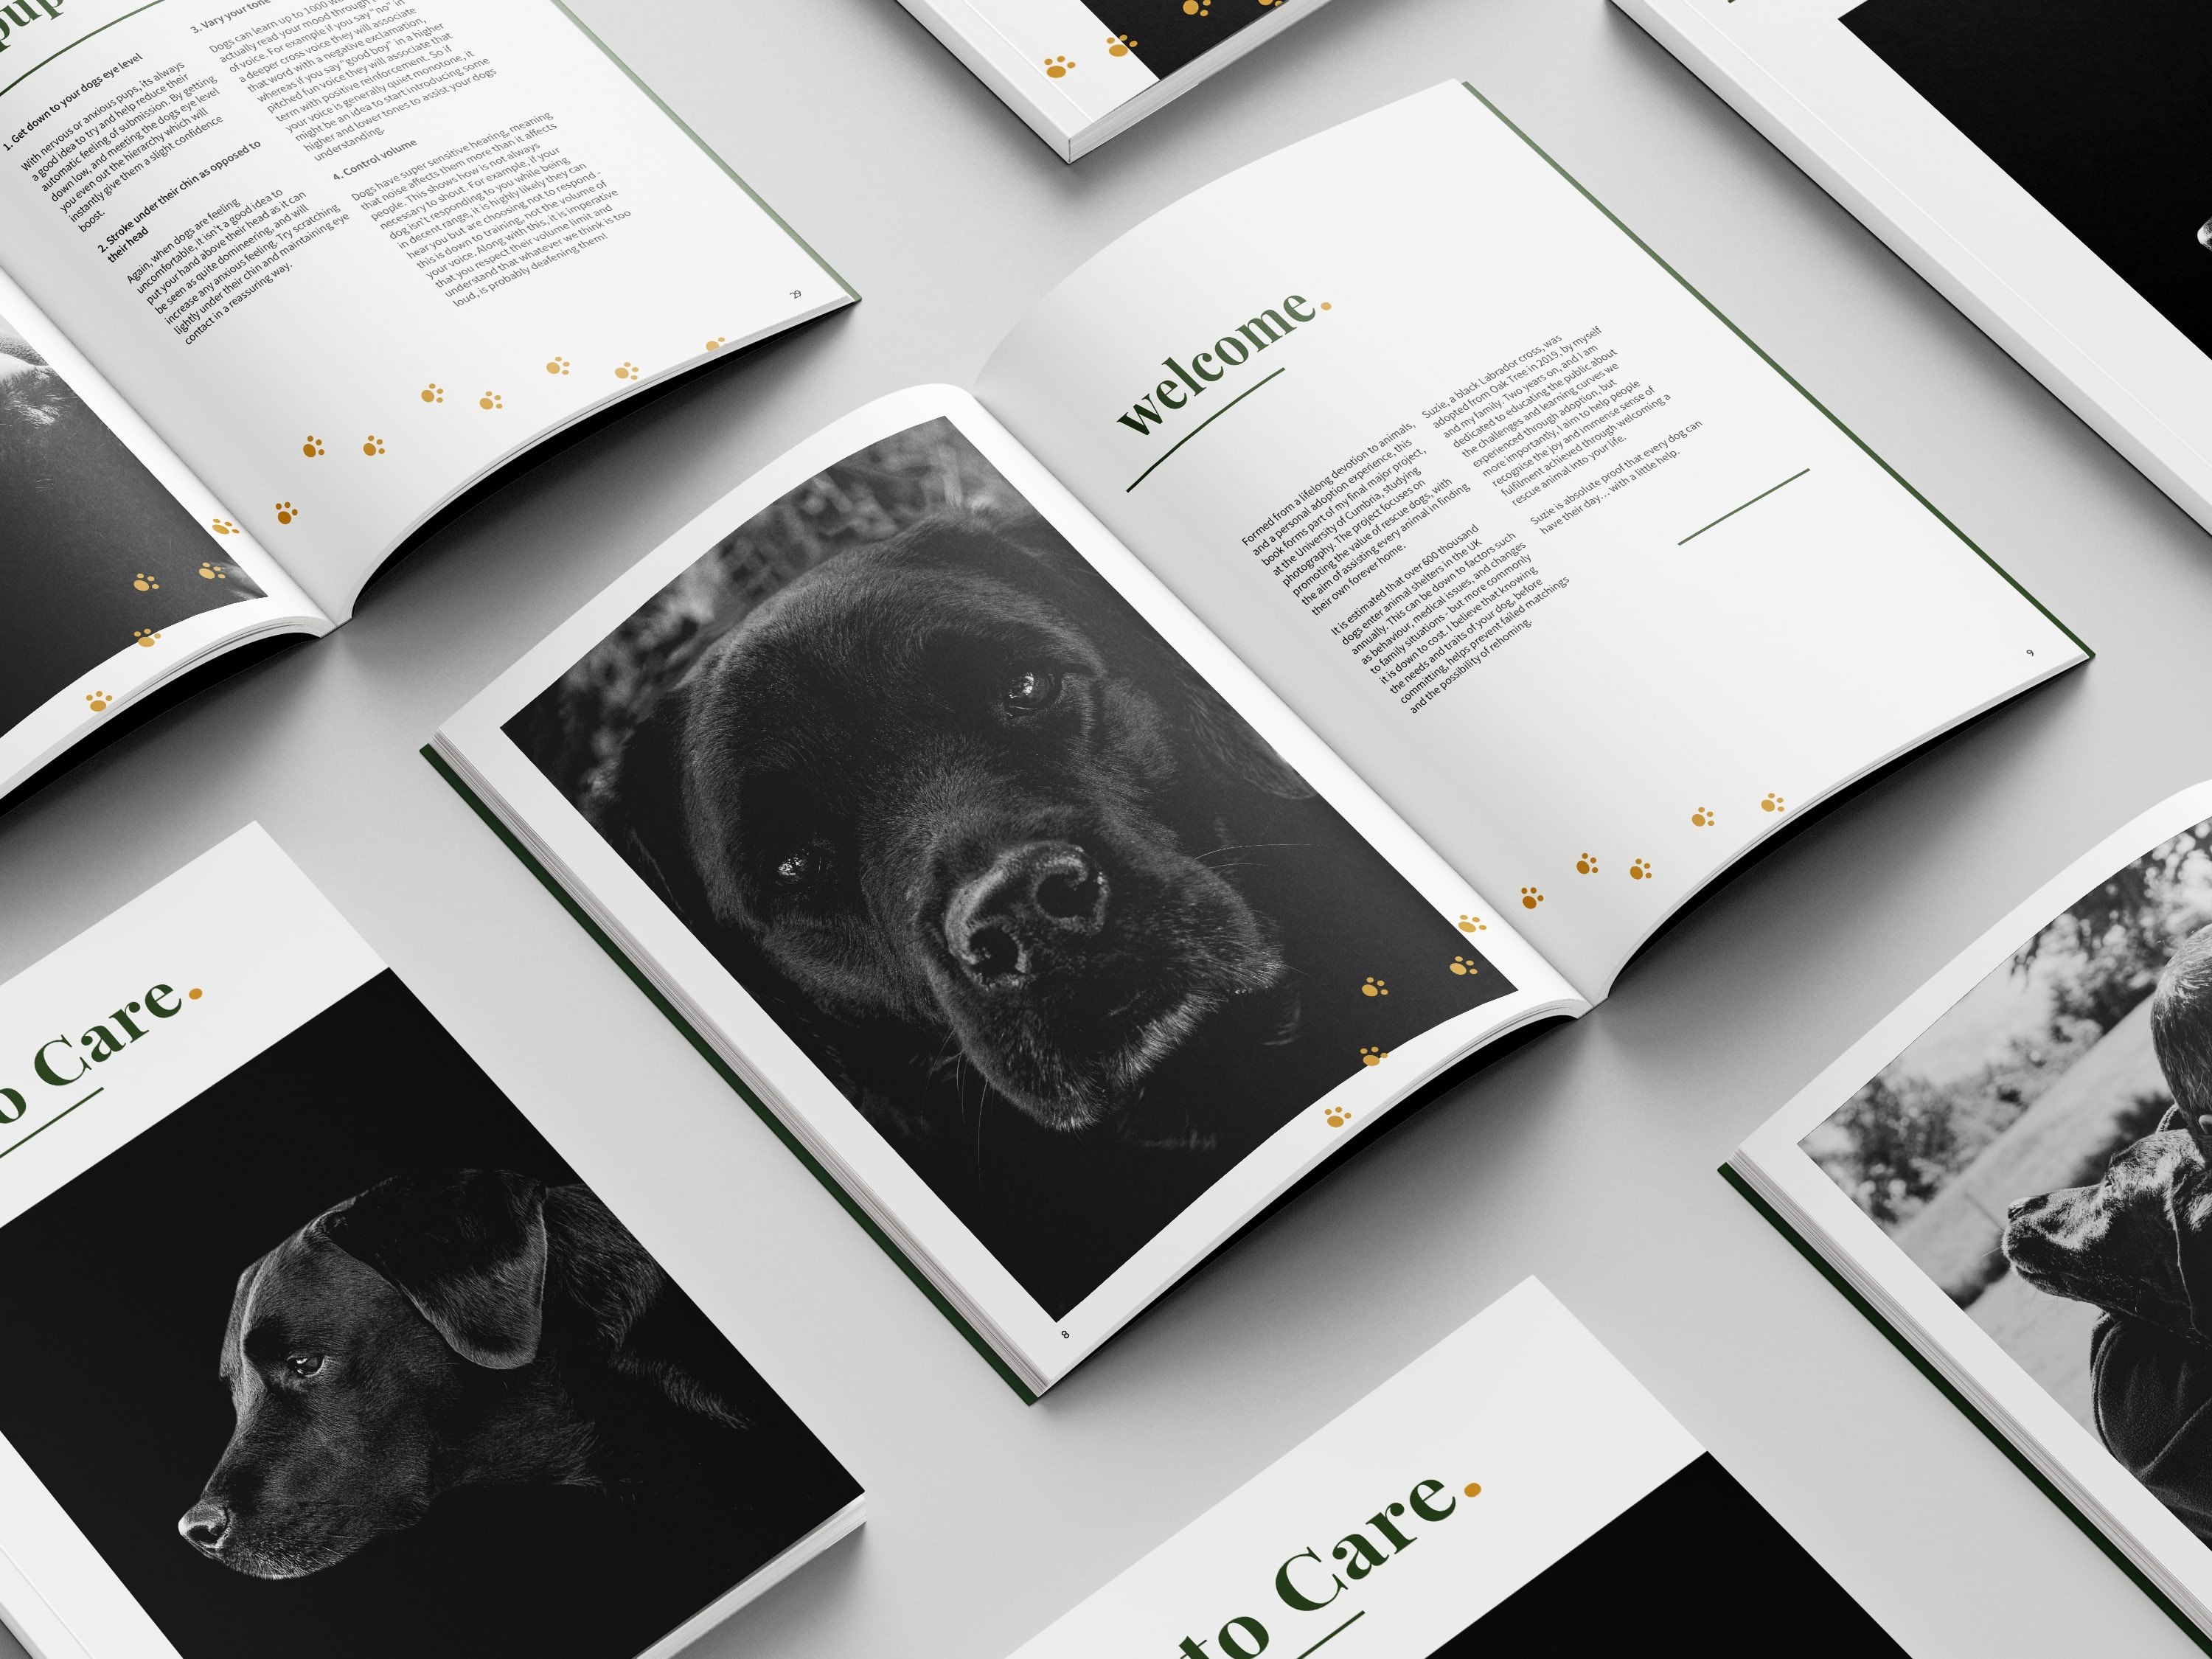 pup
1. Get down to your dogs eye level
With nervous or anxious pups, its always
a good idea to try and help reduce their
automatic feeling of submission. By getting
down low, and meeting the dogs eye level
you even out the hierarchy which will
instantly give them a slight confidence
boost.
2. Stroke under their chin as opposed to
their head
Again, when dogs are feeling
uncomfortable, it isn't a good idea to
put your hand above their head as it can
be seen as quite domineering, and will
increase any anxious feeling. Try scratching
lightly under their chin and maintaining eye
contact in a reassuring way.
3. Vary your tone
Dogs can learn up to 1000 w
actually read your mood through t
of voice. For example if you say "no" in
a deeper cross voice they will associate
that word with a negative exclamation,
whereas if you say "good boy" in a higher
pitched fun voice they will associate that
term with positive reinforcement. So if
your voice is generally quiet monotone, it
might be an idea to start introducing some
higher and lower tones to assist your dogs
understanding.
4. Control volume
Dogs have super sensitive hearing, meaning
that noise affects them more than it affects
people. This shows how is not always
necessary to shout. For example, if your
dog isn't responding to you while being
in decent range, it is highly likely they can
hear you but are choosing not to respond -
this is down to training, not the volume of
your voice. Along with this, it is imperative
that you respect their volume limit and
understand that whatever we think is too
loud, is probably deafening them!
29
welcome.
Formed from a lifelong devotion to animals,
and a personal adoption experience, this
book forms part of my final major project,
at the University of Cumbria, studying
photography. The project focuses on
promoting the value of rescue dogs, with
the aim of assisting every animal in finding
their own forever home.
It is estimated that over 600 thousand
dogs enter animal shelters in the UK
annually. This can be down to factors such
as behaviour, medical issues, and changes
to family situations - but more commonly
it is down to cost. I believe that knowing
the needs and traits of your dog, before
committing, helps prevent failed matchings
and the possibility of rehoming.
Suzie, a black Labrador cross, was
adopted from Oak Tree in 2019, by myself
and my family. Two years on, and I am
dedicated to educating the public about
the challenges and learning curves we
experienced through adoption, but
more importantly, I aim to help people
recognise the joy and immense sense of
fulfilment achieved through welcoming a
rescue animal into your life.
Suzie is absolute proof that every dog can
have their day… with a little help.
9
8
o Care.
to Care.